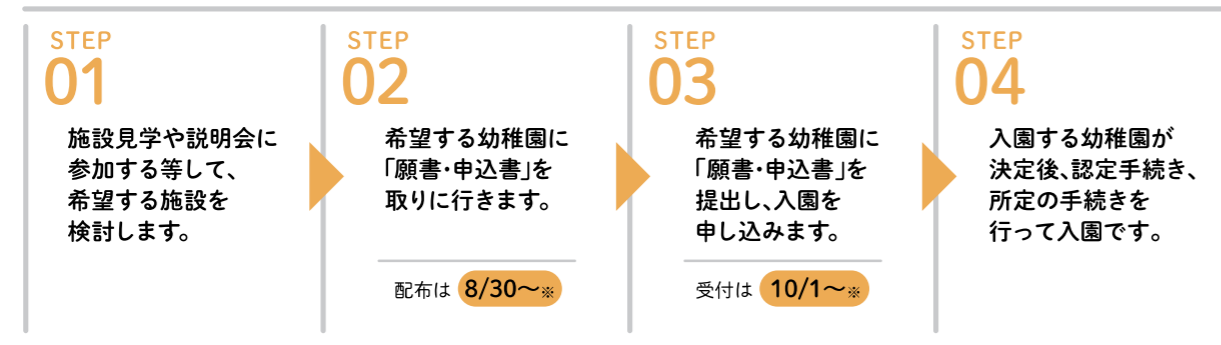 STEP
01
施設見学や説明会に
参加する等して、
希望する施設を
検討します。
STEP
02
希望する幼稚園に
「願書・申込書」を
取りに行きます。
配布は 8/30〜※
STEP
03
希望する幼稚園に
「願書・申込書」を
提出し、入園を
申し込みます。
受付は 10/1〜※
STEP
04
入園する幼稚園が
決定後、認定手続き、
所定の手続きを
行って入園です。